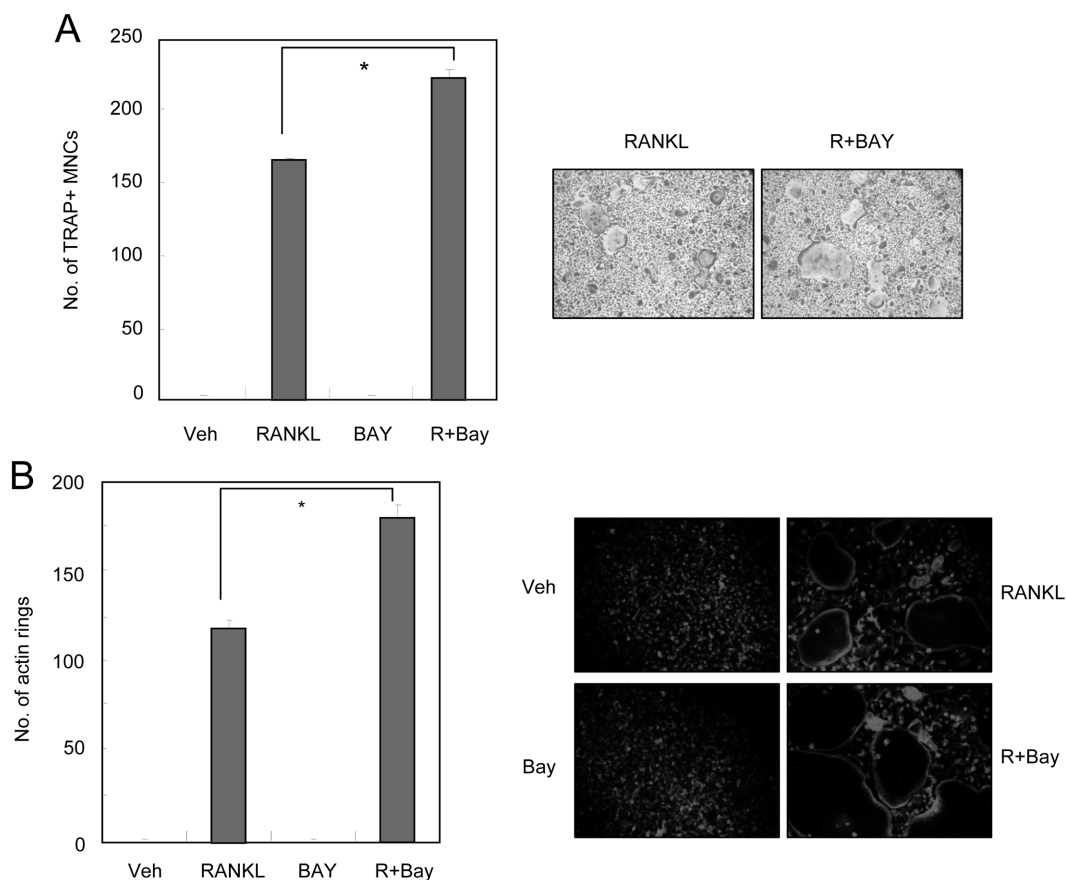 A
250
200
150
100
50
0
No. of TRAP+ MNCs
*
Veh RANKL BAY R+Bay
RANKL R+BAY
B
200
150
100
50
0
No. of actin rings
*
Veh RANKL BAY R+Bay
Veh RANKL
Bay R+Bay